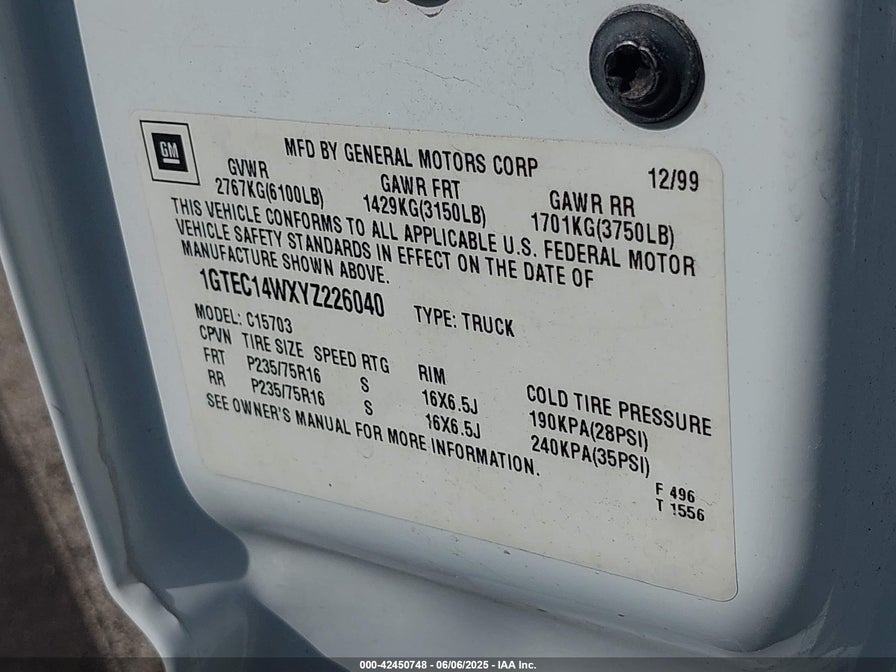 GM
MFD BY GENERAL MOTORS CORP 12/99
GVWR GAWR FRT GAWR RR
2767KG(6100LB) 1429KG(3150LB) 1701KG(3750LB)
THIS VEHICLE CONFORMS TO ALL APPLICABLE U.S. FEDERAL MOTOR
VEHICLE SAFETY STANDARDS IN EFFECT ON THE DATE OF
MANUFACTURE SHOWN ABOVE.
1GTEC14WXYZ226040 TYPE: TRUCK
MODEL: C15703
CPVN TIRE SIZE SPEED RTG RIM COLD TIRE PRESSURE
FRT P235/75R16 S 16X6.5J 190KPA(28PSI)
RR P235/75R16 S 16X6.5J 240KPA(35PSI)
SEE OWNER'S MANUAL FOR MORE INFORMATION.
F 496
T 1556
000-42450748 - 06/06/2025 - IAA Inc.